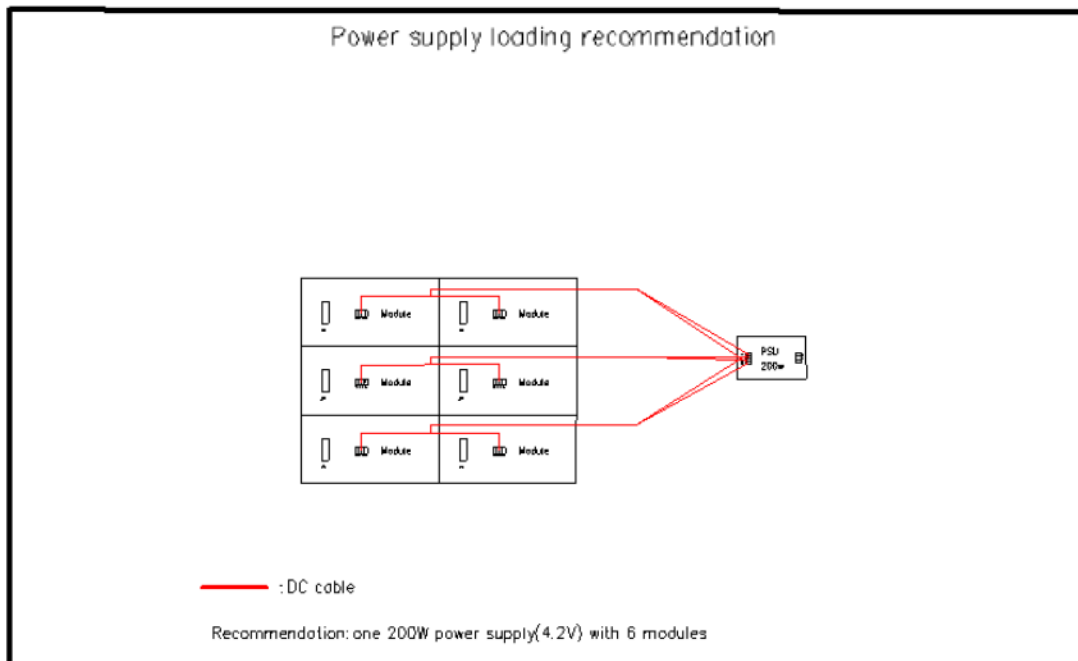 Power supply loading recommendation
Module Module
PSU
200w
Module Module
Module Module
:DC cable
Recommendation: one 200W power supply(4.2V) with 6 modules